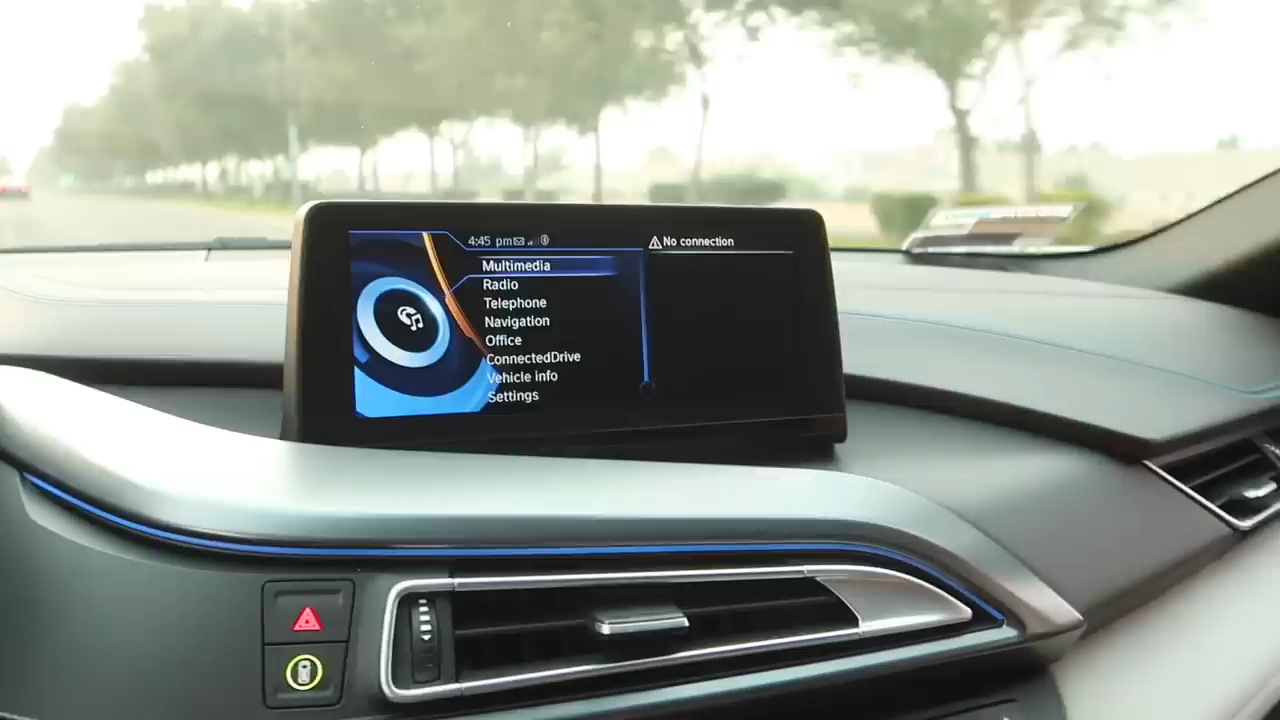 4:45 pm
No connection
Multimedia
Radio
Telephone
Navigation
Office
ConnectedDrive
Vehicle info
Settings